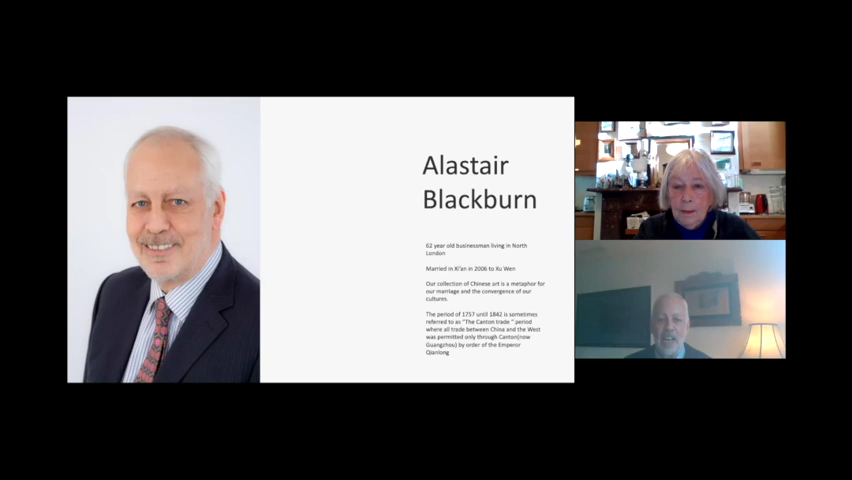 Alastair
Blackburn
62 year old businessman living in North
London
Married in Xi'an in 2006 to Xu Wen
Our collection of Chinese art is a metaphor for
our marriage and the convergence of our
cultures.
The period of 1757 until 1842 is sometimes
referred to as "The Canton trade " period
where all trade between China and the West
was permitted only through Canton(now
Guangzhou) by order of the Emperor
Qianlong